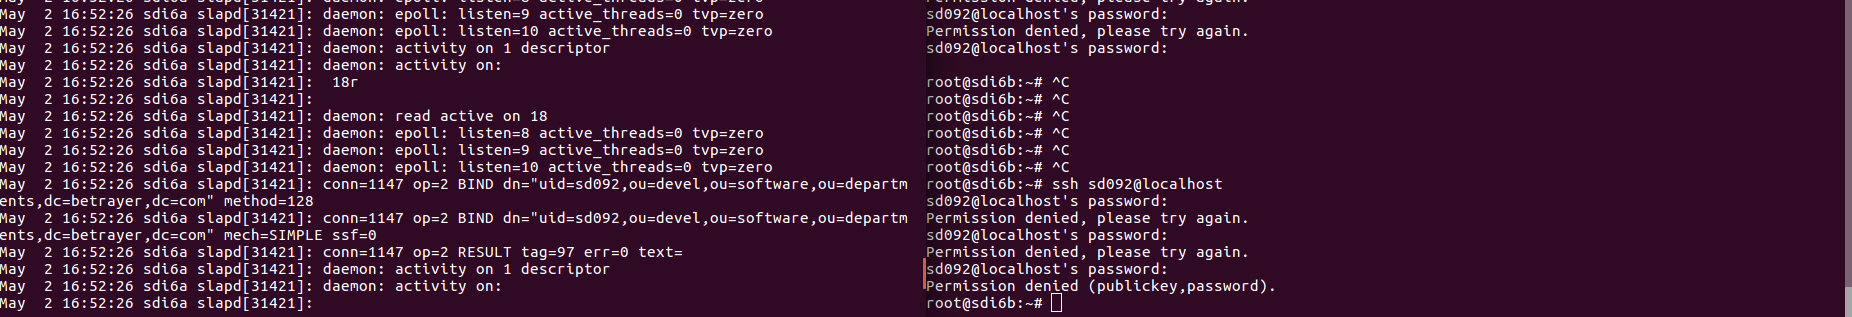 May  2 16:52:26 sdi6a slapd[31421]: daemon: epoll: listen=9 active_threads=0 tvp=zero
May  2 16:52:26 sdi6a slapd[31421]: daemon: epoll: listen=10 active_threads=0 tvp=zero
May  2 16:52:26 sdi6a slapd[31421]: daemon: activity on 1 descriptor
May  2 16:52:26 sdi6a slapd[31421]: daemon: activity on:
May  2 16:52:26 sdi6a slapd[31421]:  18r
May  2 16:52:26 sdi6a slapd[31421]:
May  2 16:52:26 sdi6a slapd[31421]: daemon: read active on 18
May  2 16:52:26 sdi6a slapd[31421]: daemon: epoll: listen=8 active_threads=0 tvp=zero
May  2 16:52:26 sdi6a slapd[31421]: daemon: epoll: listen=9 active_threads=0 tvp=zero
May  2 16:52:26 sdi6a slapd[31421]: daemon: epoll: listen=10 active_threads=0 tvp=zero
May  2 16:52:26 sdi6a slapd[31421]: conn=1147 op=2 BIND dn="uid=sd092,ou=devel,ou=software,ou=departm
ents,dc=betrayer,dc=com" method=128
May  2 16:52:26 sdi6a slapd[31421]: conn=1147 op=2 BIND dn="uid=sd092,ou=devel,ou=software,ou=departm
ents,dc=betrayer,dc=com" mech=SIMPLE ssf=0
May  2 16:52:26 sdi6a slapd[31421]: conn=1147 op=2 RESULT tag=97 err=0 text=
May  2 16:52:26 sdi6a slapd[31421]: daemon: activity on 1 descriptor
May  2 16:52:26 sdi6a slapd[31421]: daemon: activity on:
May  2 16:52:26 sdi6a slapd[31421]:
sd092@localhost's password:
Permission denied, please try again.
sd092@localhost's password:
root@sdi6b:~# ^C
root@sdi6b:~# ^C
root@sdi6b:~# ^C
root@sdi6b:~# ^C
root@sdi6b:~# ^C
root@sdi6b:~# ^C
root@sdi6b:~# ssh sd092@localhost
sd092@localhost's password:
Permission denied, please try again.
sd092@localhost's password:
Permission denied, please try again.
sd092@localhost's password:
Permission denied (publickey,password).
root@sdi6b:~#